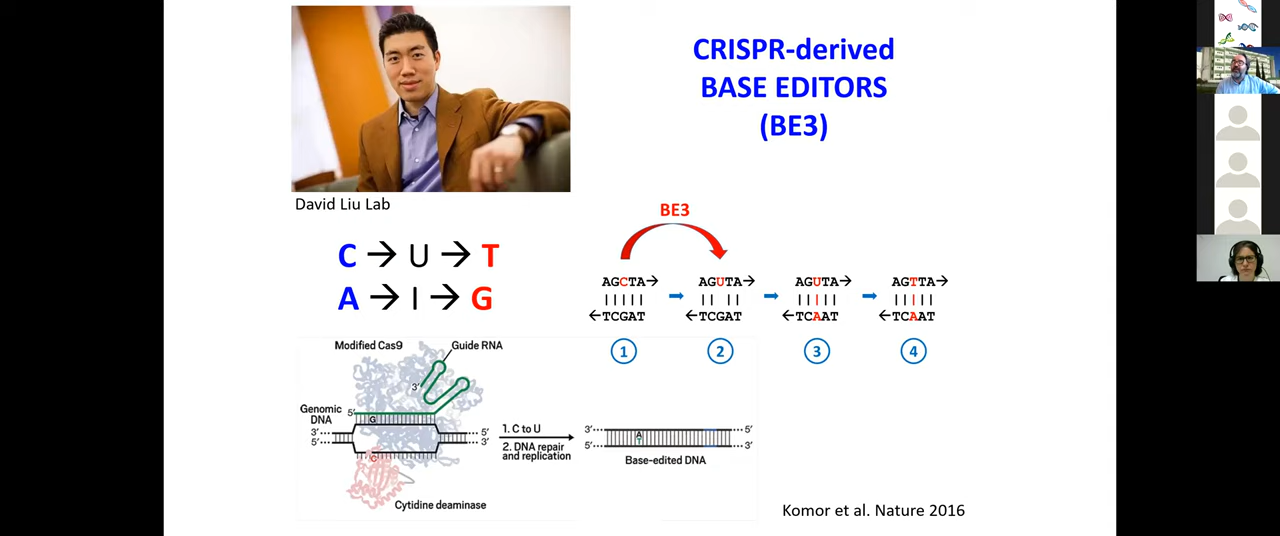 CRISPR-derived
BASE EDITORS
(BE3)
David Liu Lab
C → U → T
A → I → G
BE3
AGCTA→ AGUTA→ AGUTA→ AGTTA→
←TCGAT ←TCGAT ←TCAAT ←TCAAT
1 2 3 4
Modified Cas9
Guide RNA
3'
Genomic
DNA
5'
G
3' 5'
5' 3'
C
Cytidine deaminase
1. C to U
2. DNA repair
and replication
3' 5'
A
5' 3'
Base-edited DNA
Komor et al. Nature 2016